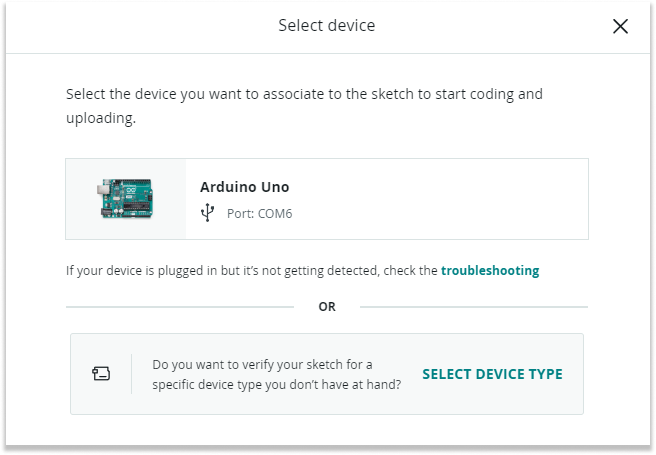 Select device
Select the device you want to associate to the sketch to start coding and
uploading.
Arduino Uno
Port: COM6
If your device is plugged in but it’s not getting detected, check the troubleshooting
OR
Do you want to verify your sketch for a
specific device type you don’t have at hand?
SELECT DEVICE TYPE